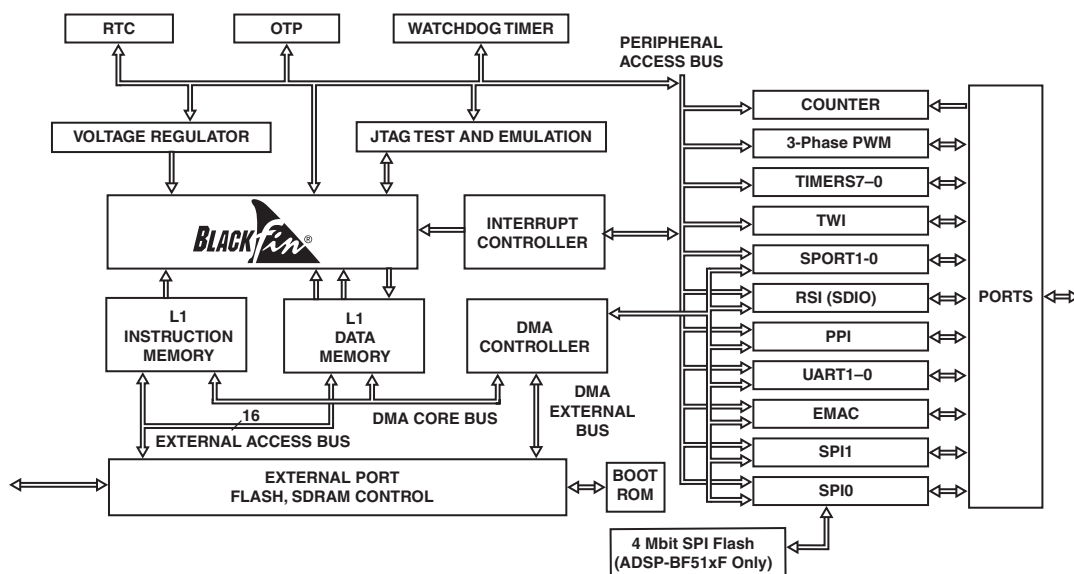 RTC
OTP
WATCHDOG TIMER
PERIPHERAL
ACCESS BUS
VOLTAGE REGULATOR
JTAG TEST AND EMULATION
COUNTER
3-Phase PWM
TIMERS7–0
TWI
SPORT1-0
RSI (SDIO)
PPI
UART1–0
EMAC
SPI1
SPI0
PORTS
BLACKfin®
INTERRUPT
CONTROLLER
L1
INSTRUCTION
MEMORY
L1
DATA
MEMORY
DMA
CONTROLLER
16
DMA CORE BUS
EXTERNAL ACCESS BUS
DMA
EXTERNAL
BUS
EXTERNAL PORT
FLASH, SDRAM CONTROL
BOOT
ROM
4 Mbit SPI Flash
(ADSP-BF51xF Only)